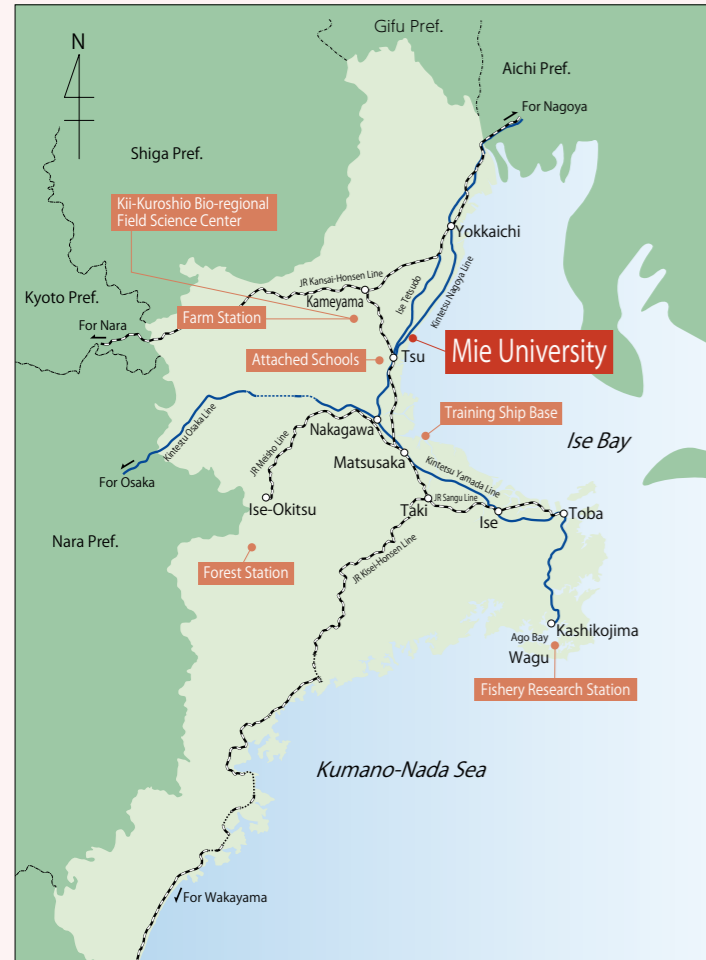 Gifu Pref.
N
Aichi Pref.
For Nagoya
Shiga Pref.
Kii-Kuroshio Bio-regional
Field Science Center
Yokkaichi
JR Kansai-Honsen Line
Ise Tetsudo
Kintetsu Nagoya Line
Kyoto Pref.
Kameyama
Farm Station
For Nara
Mie University
Attached Schools
Tsu
Kintestu Osaka Line
Training Ship Base
Nakagawa
JR Meisho Line
Ise Bay
Matsusaka
Kintetsu Yamada Line
For Osaka
JR Sangu Line
Ise-Okitsu
Taki
Ise
Toba
Nara Pref.
JR Kisei-Honsen Line
Forest Station
Kashikojima
Ago Bay
Wagu
Fishery Research Station
Kumano-Nada Sea
For Wakayama